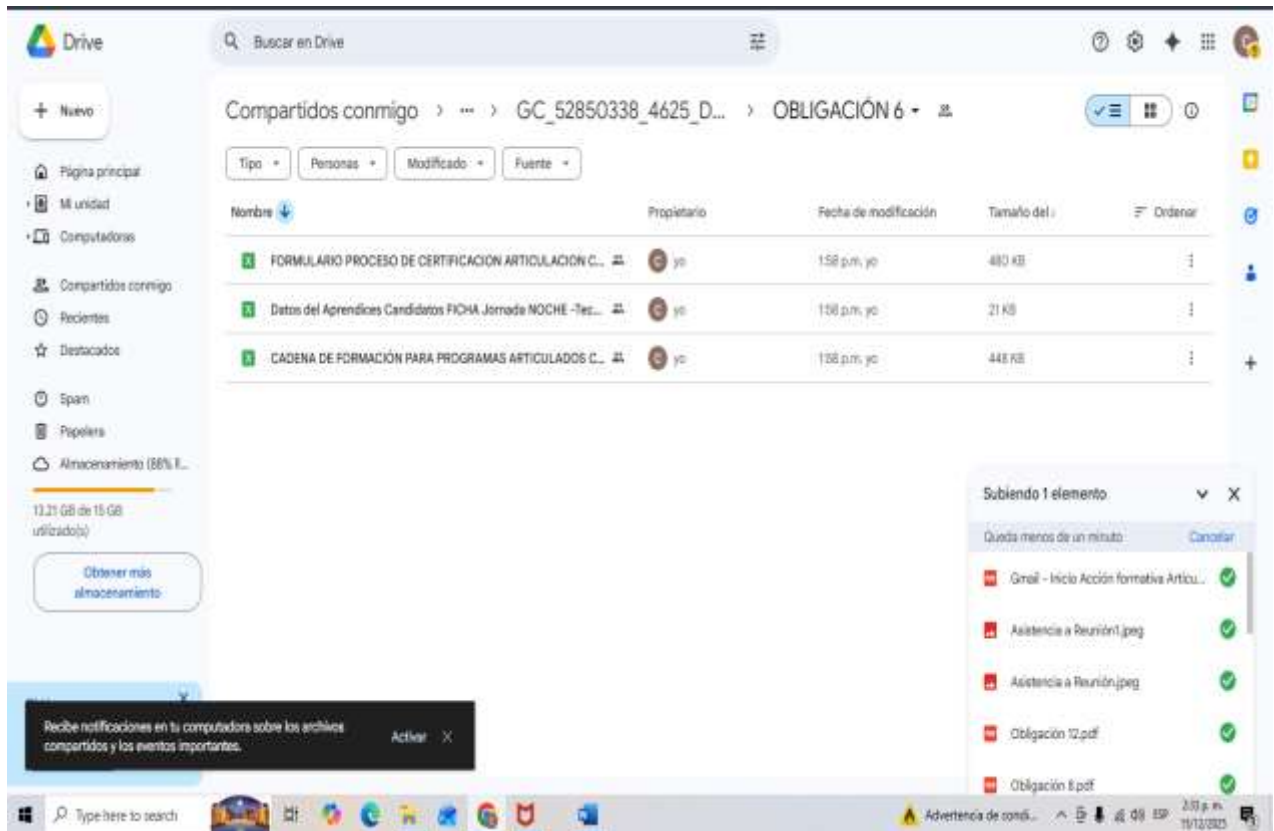 Drive
Buscar en Drive
Nuevo
Compartidos conmigo > ... > GC_52850338_4625_D... > OBLIGACIÓN 6
Tipo
Personas
Modificado
Fuente
Página principal
Mi unidad
Computadoras
Compartidos conmigo
Recientes
Destacados
Spam
Papelera
Almacenamiento (88% ll...
13.21 GB de 15 GB
utilizado(s)
Obtener más
almacenamiento
Nombre Propietario Fecha de modificación Tamaño del Ordenar
FORMULARIO PROCESO DE CERTIFICACION ARTICULACION C... yo 1:58 p.m. yo 480 KB
Datos del Aprendices Candidatos FICHA Jornada NOCHE -Tec... yo 1:58 p.m. yo 21 KB
CADENA DE FORMACIÓN PARA PROGRAMAS ARTICULADOS C... yo 1:58 p.m. yo 448 KB
Subiendo 1 elemento
Queda menos de un minuto Cancelar
Gmail - Inicio Acción formativa Artícu...
Asistencia a Reunión1.jpeg
Asistencia a Reunión.jpeg
Obligación 12.pdf
Obligación 8.pdf
Recibe notificaciones en tu computadora sobre los archivos
compartidos y los eventos importantes.
Activar
Type here to search
Advertencia de condi...
ESP
p. m.